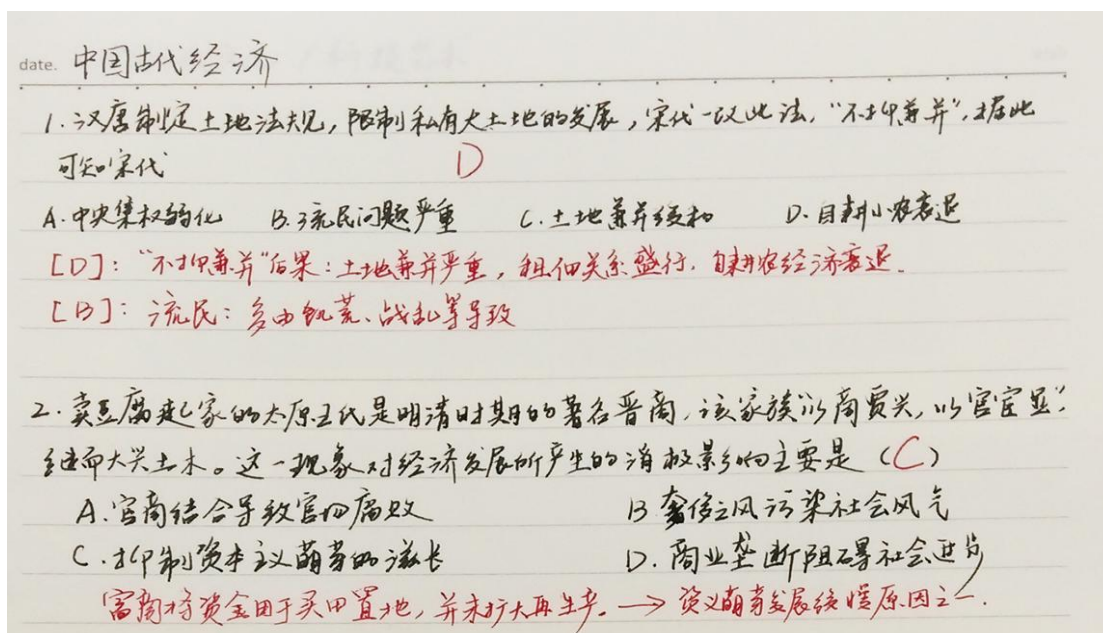 date. 中国古代经济
1.汉唐制定土地法规，限制私有大土地的发展，宋代一改此法，"不抑兼并"，据此
可知宋代 D
A.中央集权弱化 B.流民问题严重 C.土地兼并缓和 D.自耕小农衰退
[D]："不抑兼并"后果：土地兼并严重，租佃关系盛行.自耕农经济衰退.
[B]：流民：多由饥荒、战乱等导致
2.卖豆腐起家的太原王氏是明清时期的著名晋商，该家族"以商贾兴，以官宦显"，
继而大兴土木。这一现象对经济发展所产生的消极影响主要是（C）
A.官商结合导致官场腐败 B奢侈之风污染社会风气
C.抑制资本主义萌芽的滋长 D.商业垄断阻碍社会进步
富商将资金用于买田置地，并未扩大再生产.→资义萌芽发展缓慢原因之一.